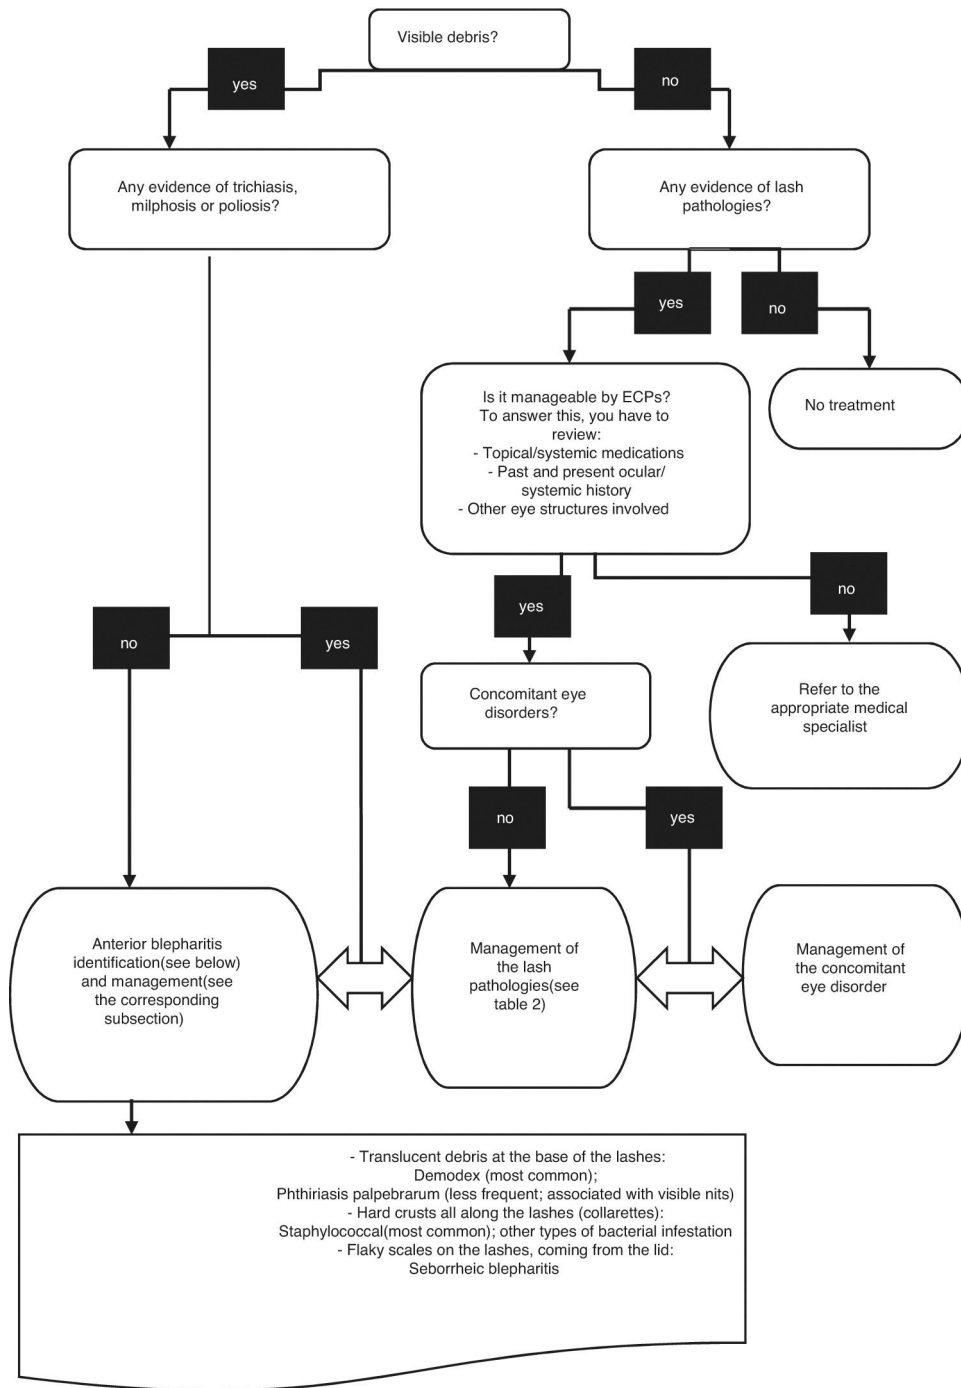 Visible debris?
yes
no
Any evidence of trichiasis,
milphosis or poliosis?
Any evidence of lash
pathologies?
yes
no
Is it manageable by ECPs?
To answer this, you have to
review:
- Topical/systemic medications
- Past and present ocular/
systemic history
- Other eye structures involved
No treatment
no
yes
yes
no
Concomitant eye
disorders?
Refer to the
appropriate medical
specialist
no
yes
Anterior blepharitis
identification(see below)
and management(see
the corresponding
subsection)
Management of
the lash
pathologies(see
table 2)
Management of
the concomitant
eye disorder
- Translucent debris at the base of the lashes:
Demodex (most common);
Phthiriasis palpebrarum (less frequent; associated with visible nits)
- Hard crusts all along the lashes (collarettes):
Staphylococcal(most common); other types of bacterial infestation
- Flaky scales on the lashes, coming from the lid:
Seborrheic blepharitis